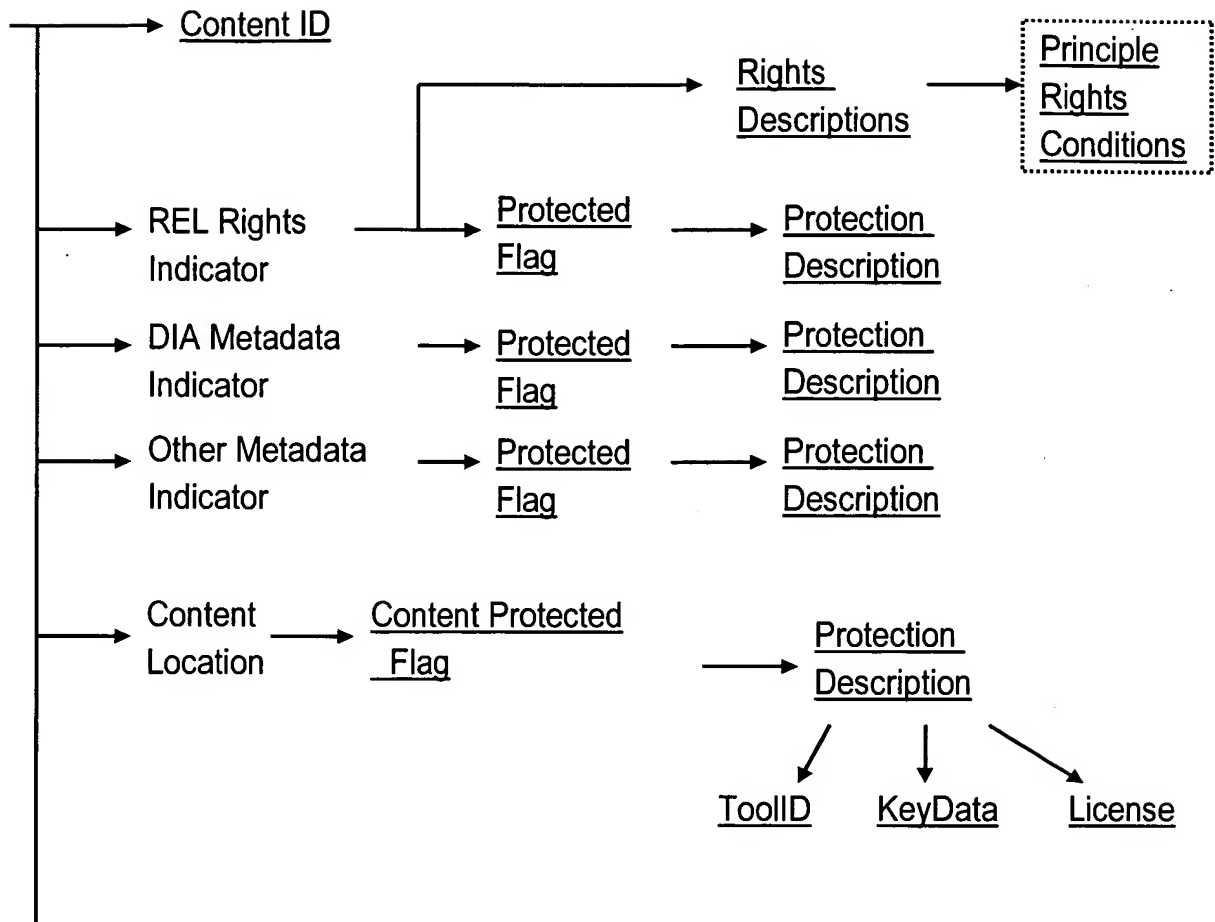 Content ID
Rights
Descriptions
Principle
Rights
Conditions
REL Rights
Indicator
Protected
Flag
Protection
Description
DIA Metadata
Indicator
Protected
Flag
Protection
Description
Other Metadata
Indicator
Protected
Flag
Protection
Description
Content
Location
Content Protected
Flag
Protection
Description
ToolID
KeyData
License